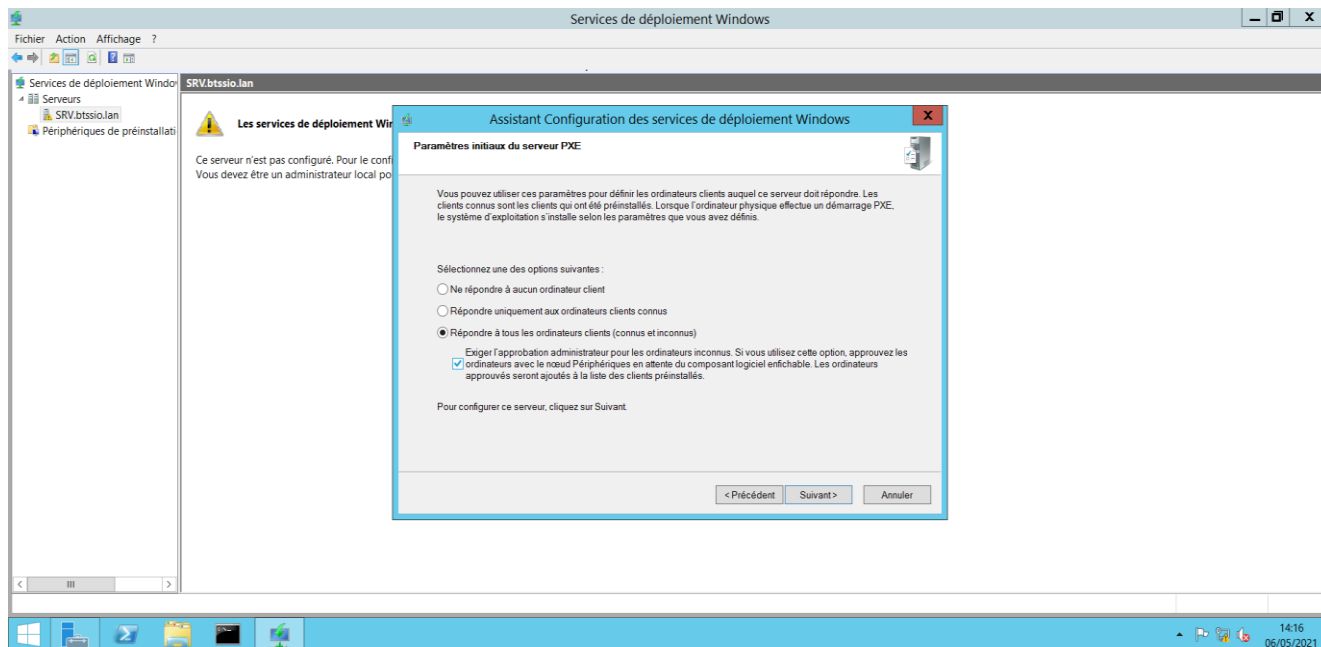 Services de déploiement Windows
Fichier Action Affichage ?
Services de déploiement Windo
Serveurs
SRV.btssio.lan
Périphériques de préinstallati
SRV.btssio.lan
Les services de déploiement Win
Ce serveur n'est pas configuré. Pour le confi
Vous devez être un administrateur local po
Assistant Configuration des services de déploiement Windows
Paramètres initiaux du serveur PXE
Vous pouvez utiliser ces paramètres pour définir les ordinateurs clients auquel ce serveur doit répondre. Les
clients connus sont les clients qui ont été préinstallés. Lorsque l'ordinateur physique effectue un démarrage PXE,
le système d'exploitation s'installe selon les paramètres que vous avez définis.
Sélectionnez une des options suivantes :
Ne répondre à aucun ordinateur client
Répondre uniquement aux ordinateurs clients connus
Répondre à tous les ordinateurs clients (connus et inconnus)
Exiger l'approbation administrateur pour les ordinateurs inconnus. Si vous utilisez cette option, approuvez les
ordinateurs avec le nœud Périphériques en attente du composant logiciel enfichable. Les ordinateurs
approuvés seront ajoutés à la liste des clients préinstallés.
Pour configurer ce serveur, cliquez sur Suivant.
< Précédent Suivant > Annuler
14:16
06/05/2021